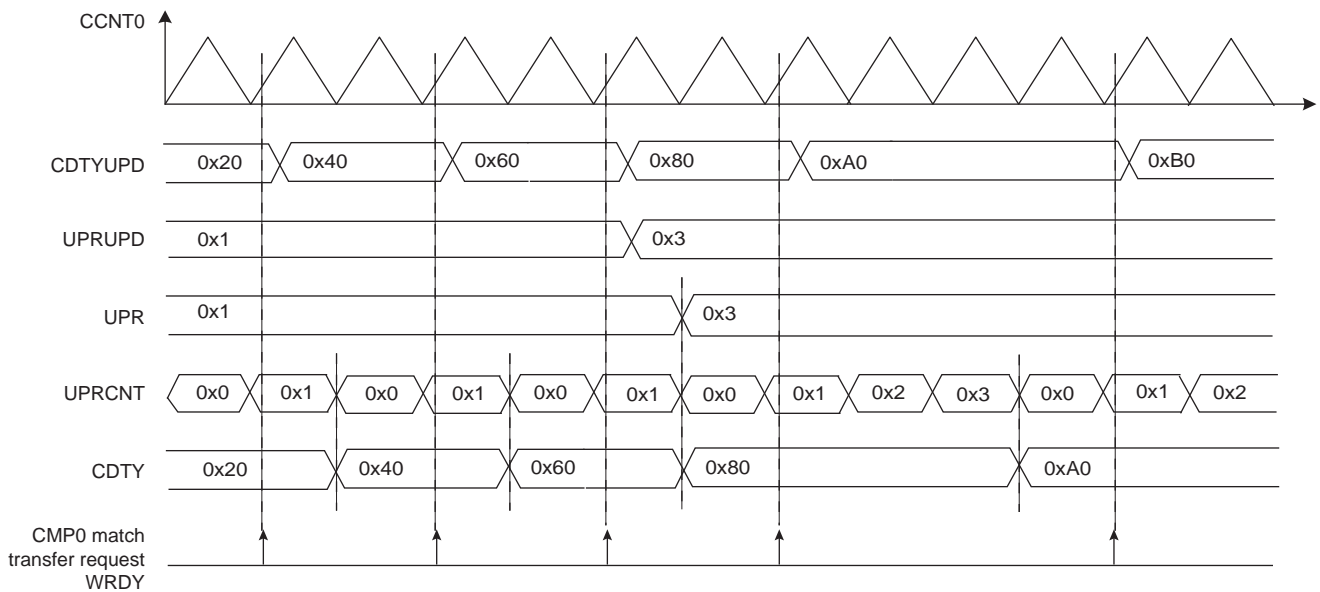 CCNT0
CDTYUPD 0x20 0x40 0x60 0x80 0xA0 0xB0
UPRUPD 0x1 0x3
UPR 0x1 0x3
UPRCNT 0x0 0x1 0x0 0x1 0x0 0x1 0x0 0x1 0x2 0x3 0x0 0x1 0x2
CDTY 0x20 0x40 0x60 0x80 0xA0
CMP0 match
transfer request
WRDY